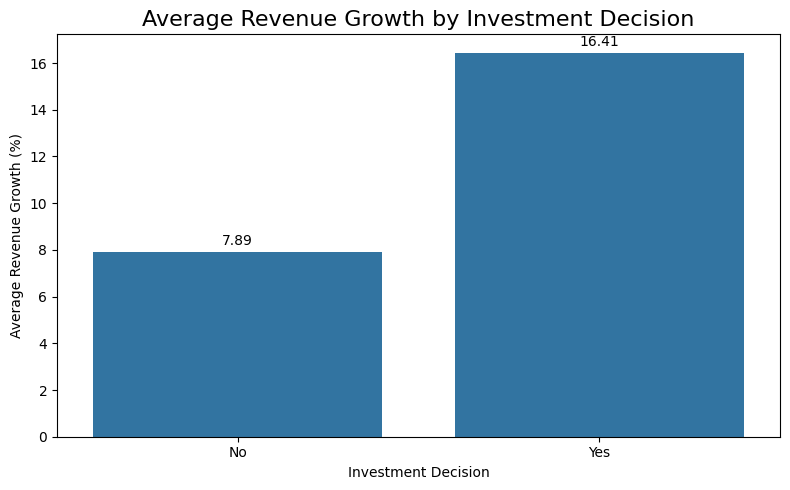 Average Revenue Growth by Investment Decision
16.41
7.89
16
14
12
10
8
6
4
2
0
Average Revenue Growth (%)
No
Yes
Investment Decision